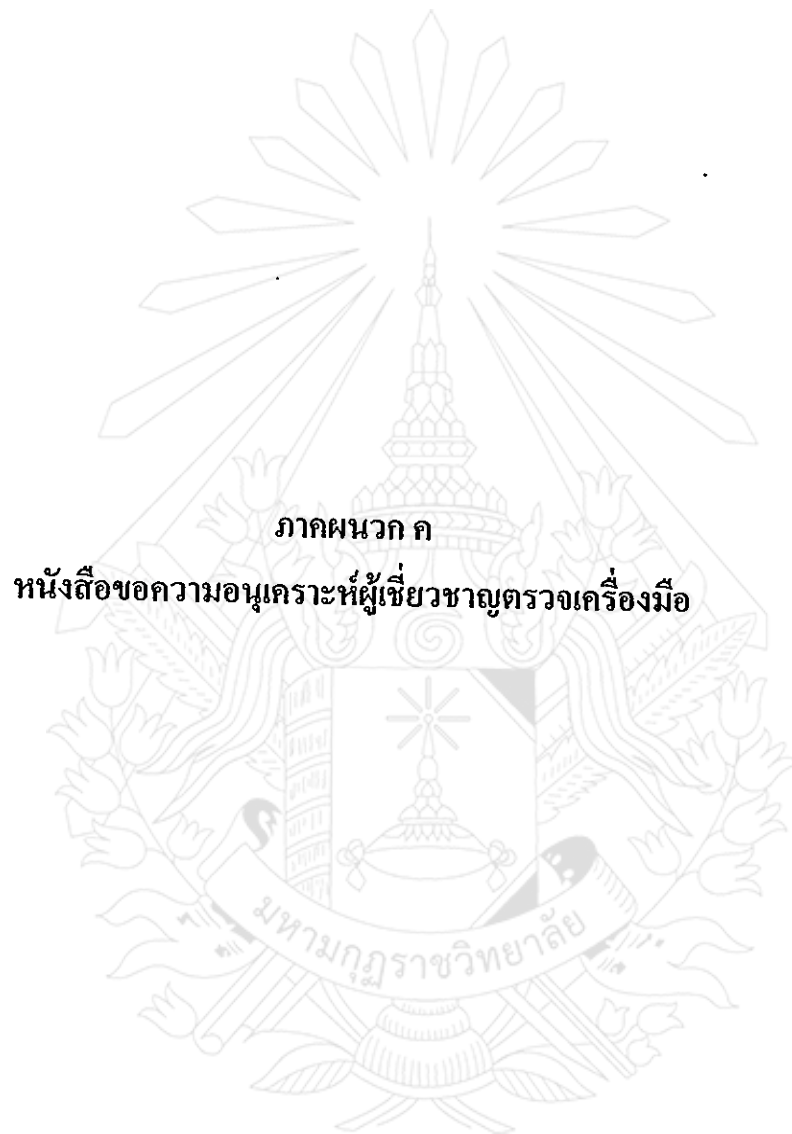 ภาคผนวก ค
หนังสือขอความอนุเคราะห์ผู้เชี่ยวชาญตรวจเครื่องมือ
มหามกุฏราชวิทยาลัย